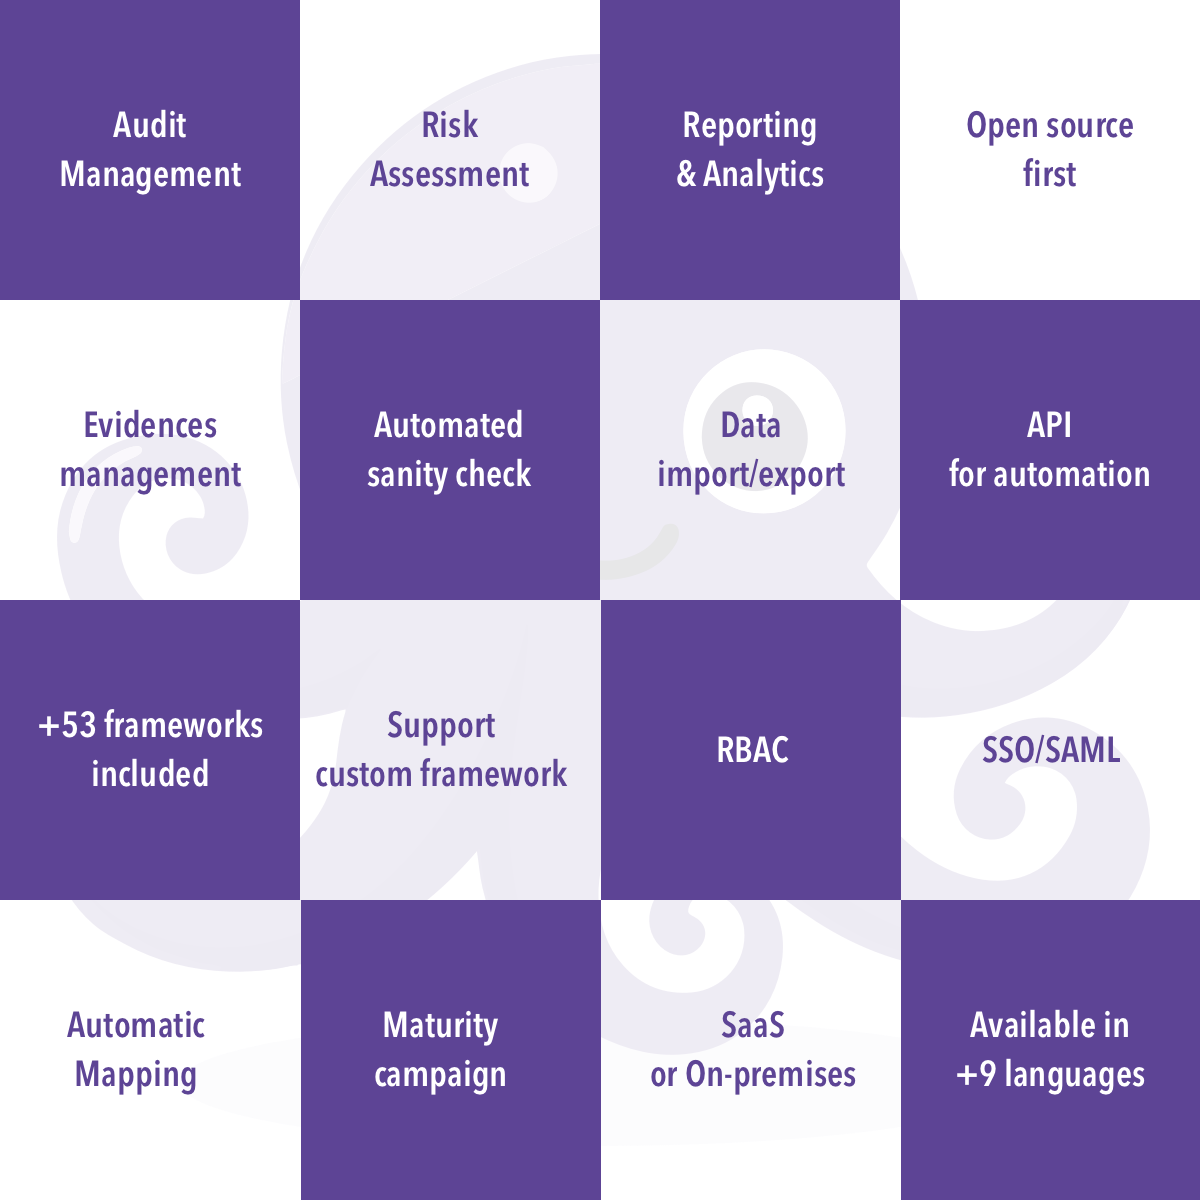 Audit
Management
Risk
Assessment
Reporting
& Analytics
Open source
first
Evidences
management
Automated
sanity check
Data
import/export
API
for automation
+53 frameworks
included
Support
custom framework
RBAC
SSO/SAML
Automatic
Mapping
Maturity
campaign
SaaS
or On-premises
Available in
+9 languages